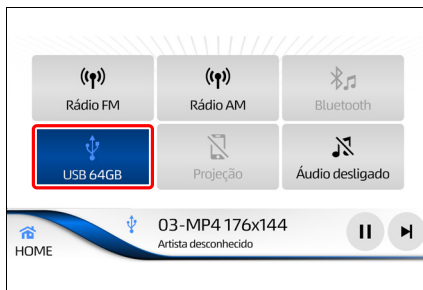 Rádio FM
Rádio AM
Bluetooth
USB 64GB
Projeção
Áudio desligado
03-MP4 176x144
Artista desconhecido
HOME